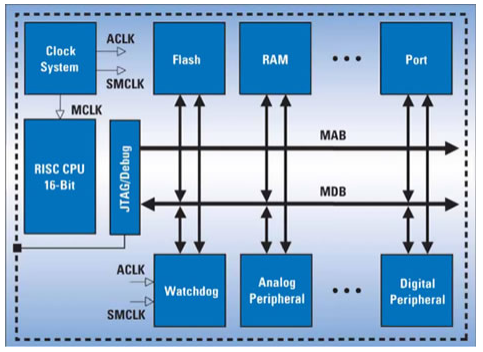 Clock
System
ACLK
SMCLK
Flash
RAM
• • •
Port
MCLK
RISC CPU
16-Bit
JTAG/Debug
MAB
MDB
ACLK
SMCLK
Watchdog
Analog
Peripheral
• • •
Digital
Peripheral